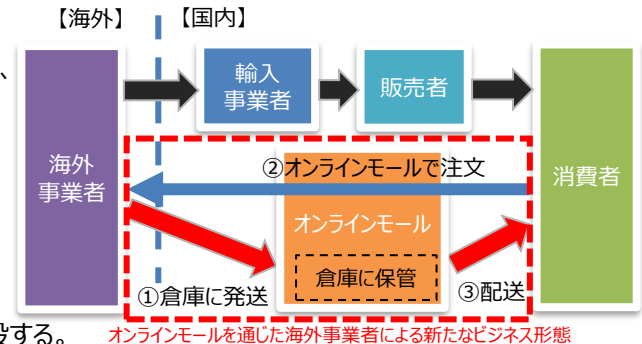 【海外】
【国内】
、
輸入
事業者
販売者
海外
事業者
消費者
②オンラインモールで注文
オンラインモール
倉庫に保管
①倉庫に発送
③配送
設する。
オンラインモールを通じた海外事業者による新たなビジネス形態